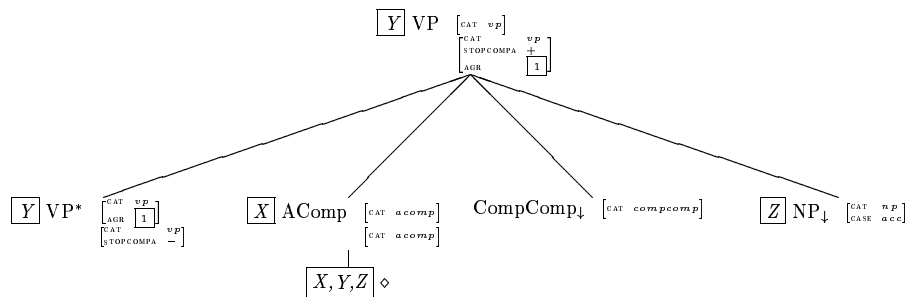 Y VP [CAT vp]
[CAT vp
STOPCOMPA +
AGR 1]
Y VP* [CAT vp
AGR 1]
[CAT vp
STOPCOMPA −]
X AComp [CAT acomp]
[CAT acomp]
X,Y,Z ◇
CompComp↓ [CAT compcomp]
Z NP↓ [CAT np
CASE acc]